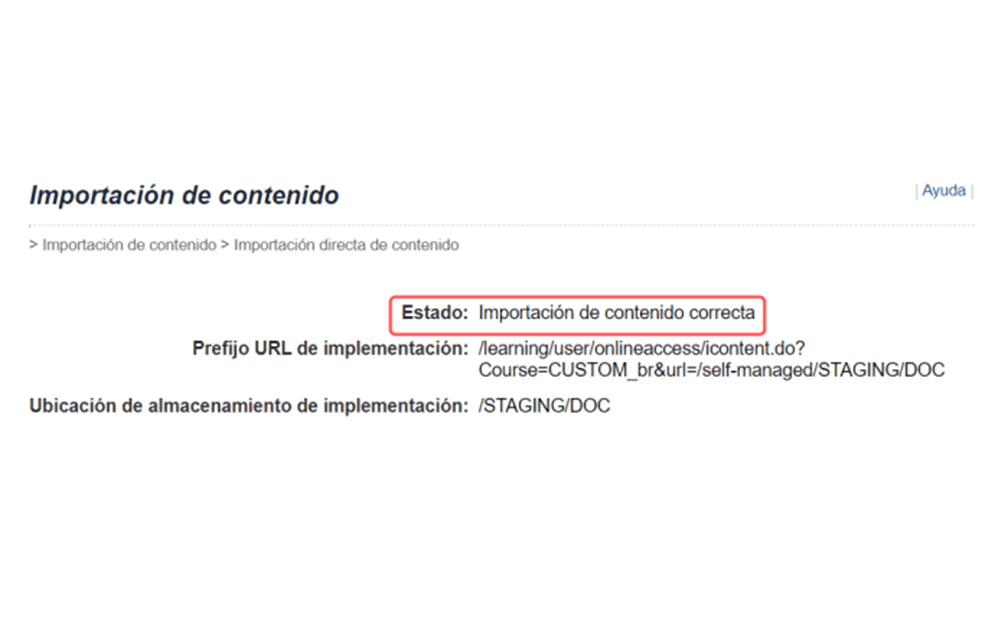 Importación de contenido
| Ayuda |
> Importación de contenido > Importación directa de contenido
Estado: Importación de contenido correcta
Prefijo URL de implementación: /learning/user/onlineaccess/icontent.do?
Course=CUSTOM_br&url=/self-managed/STAGING/DOC
Ubicación de almacenamiento de implementación: /STAGING/DOC